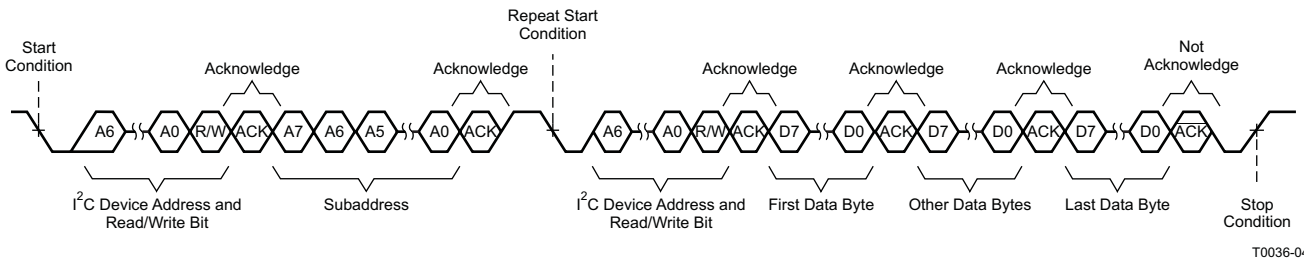 Repeat Start
Condition
Start
Condition
Not
Acknowledge
Acknowledge
Acknowledge
Acknowledge
Acknowledge
Acknowledge
A6 A0 R/W ACK A7 A6 A5 A0 ACK A6 A0 R/W ACK D7 D0 ACK D7 D0 ACK D7 D0 ACK
I²C Device Address and
Read/Write Bit
Subaddress
I²C Device Address and
Read/Write Bit
First Data Byte
Other Data Bytes
Last Data Byte
Stop
Condition
T0036-04